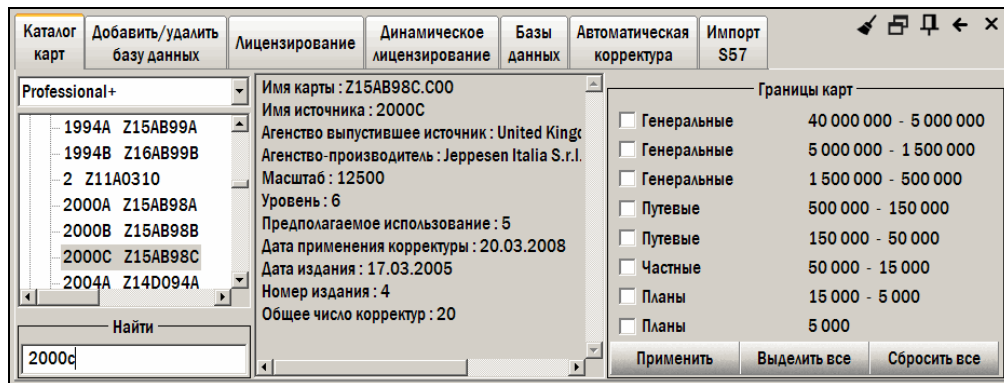 Каталог карт
Добавить/удалить базу данных
Лицензирование
Динамическое лицензирование
Базы данных
Автоматическая корректура
Импорт S57
Professional+
1994A Z15AB99A
1994B Z16AB99B
2 Z11A0310
2000A Z15AB98A
2000B Z15AB98B
2000C Z15AB98C
2004A Z14D094A
Найти
2000c
Имя карты : Z15AB98C.C00
Имя источника : 2000C
Агенство выпустившее источник : United Kingd
Агенство-производитель : Jeppesen Italia S.r.l.
Масштаб : 12500
Уровень : 6
Предполагаемое использование : 5
Дата применения корректуры : 20.03.2008
Дата издания : 17.03.2005
Номер издания : 4
Общее число корректур : 20
Границы карт
Генеральные 40 000 000 - 5 000 000
Генеральные 5 000 000 - 1 500 000
Генеральные 1 500 000 - 500 000
Путевые 500 000 - 150 000
Путевые 150 000 - 50 000
Частные 50 000 - 15 000
Планы 15 000 - 5 000
Планы 5 000
Применить
Выделить все
Сбросить все